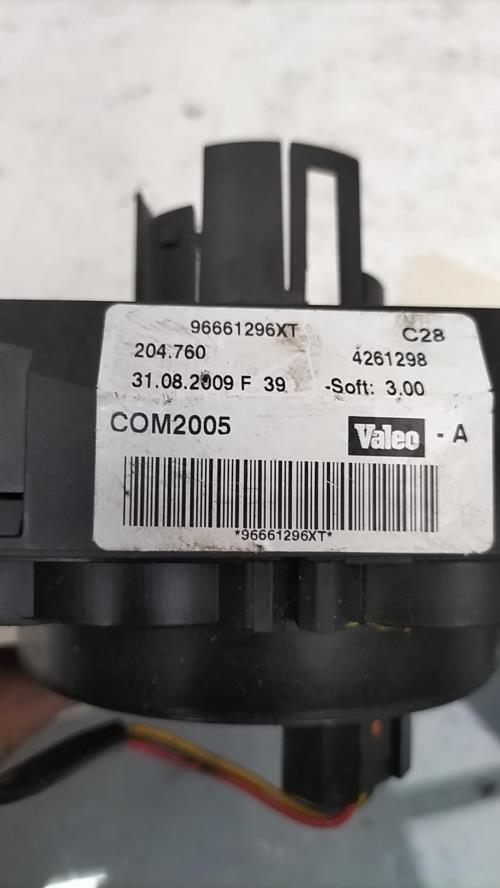 96661296XT C28
204.760 4261298
31.08.2009 F 39 -Soft: 3,00
COM2005 Valeo - A
*96661296XT*